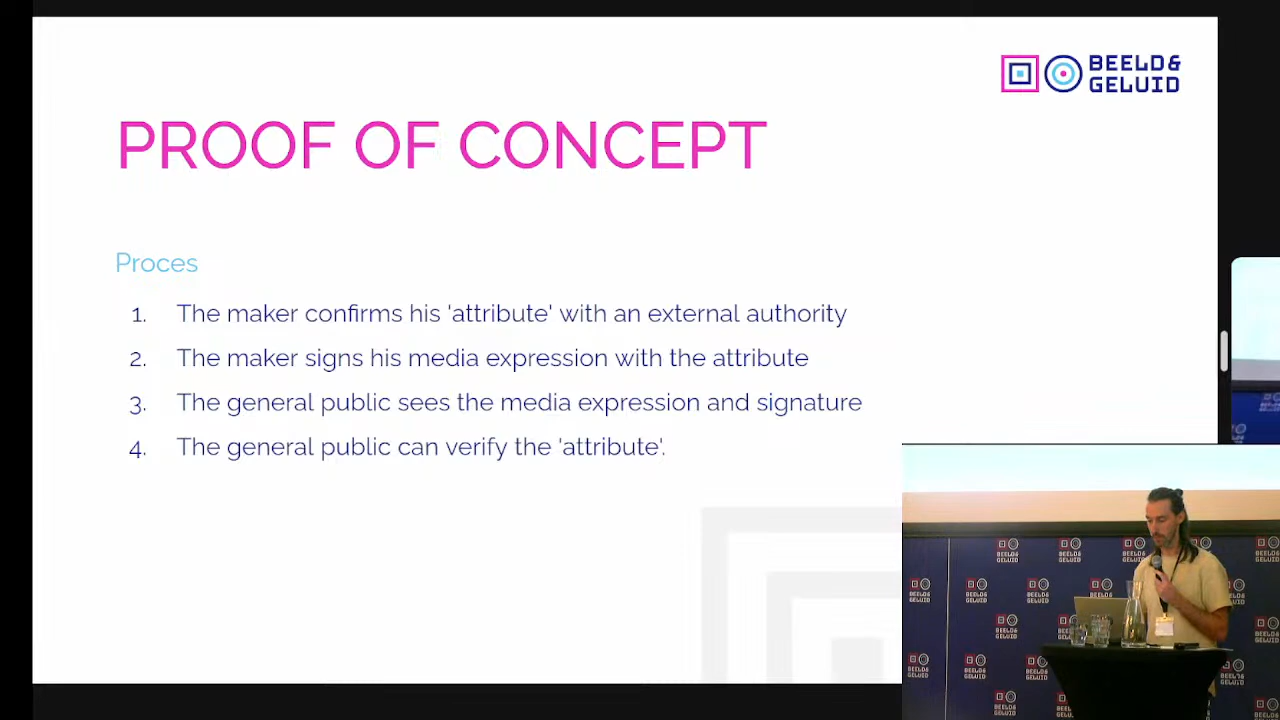 BEELD&
GELUID
PROOF OF CONCEPT
Proces
1. The maker confirms his 'attribute' with an external authority
2. The maker signs his media expression with the attribute
3. The general public sees the media expression and signature
4. The general public can verify the 'attribute'.
BEELD&
GELUID